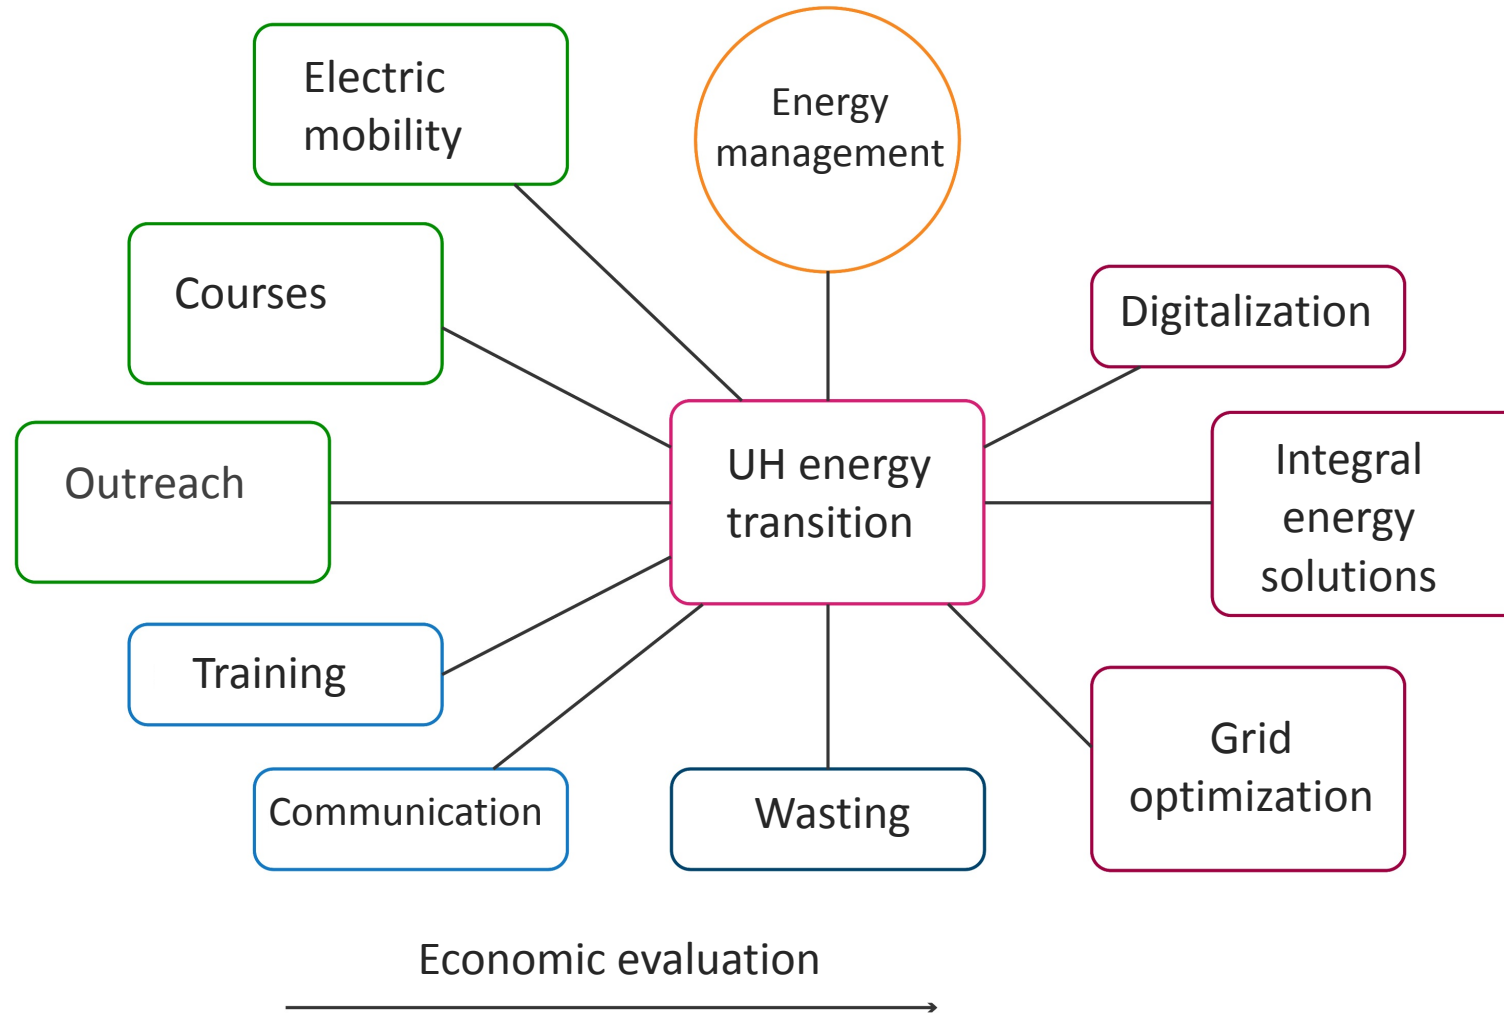 Electric
mobility
Energy
management
Courses
Digitalization
Outreach
UH energy
transition
Integral
energy
solutions
Training
Communication
Wasting
Grid
optimization
Economic evaluation